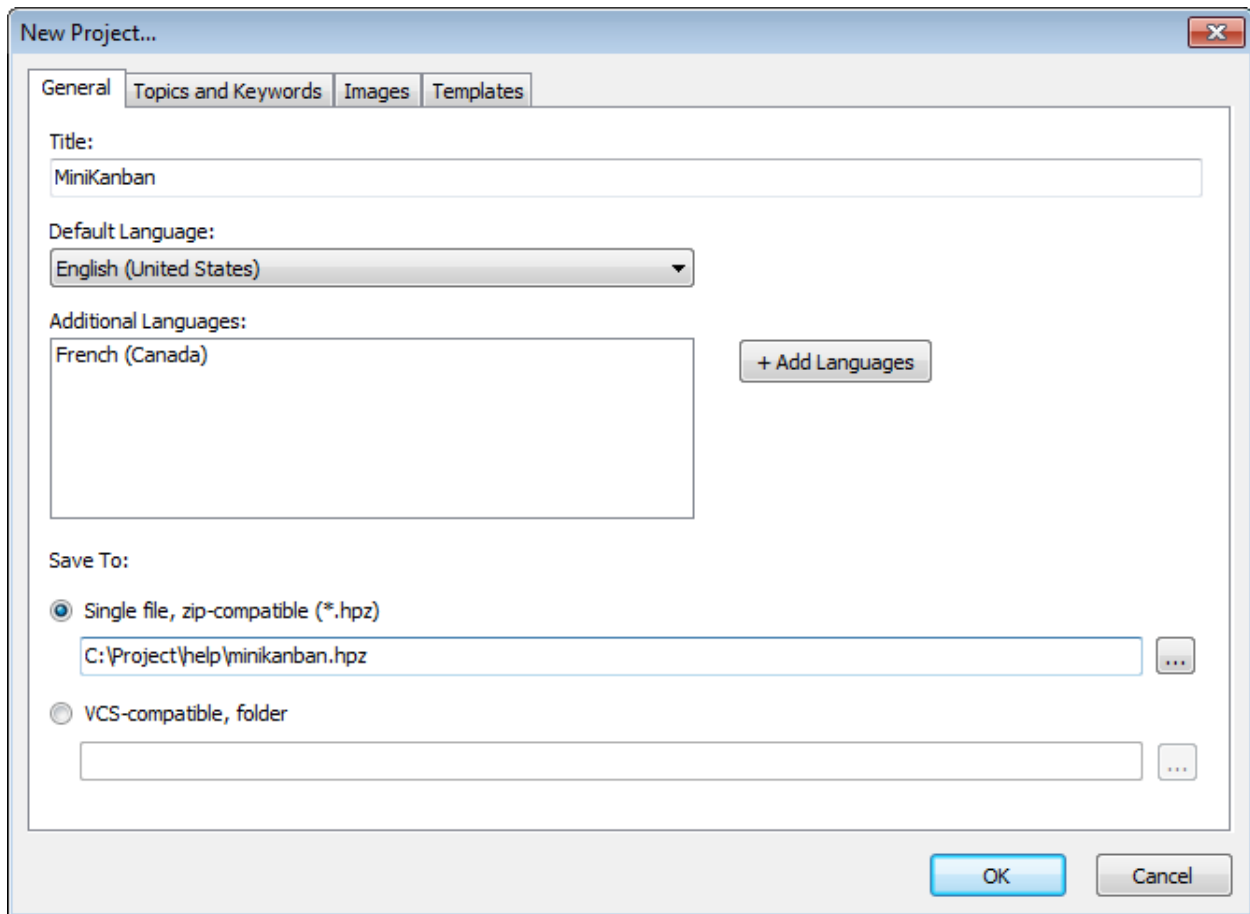 New Project...
General Topics and Keywords Images Templates
Title:
MiniKanban
Default Language:
English (United States)
Additional Languages:
French (Canada)
+ Add Languages
Save To:
Single file, zip-compatible (*.hpz)
C:\Project\help\minikanban.hpz
...
VCS-compatible, folder
...
OK Cancel